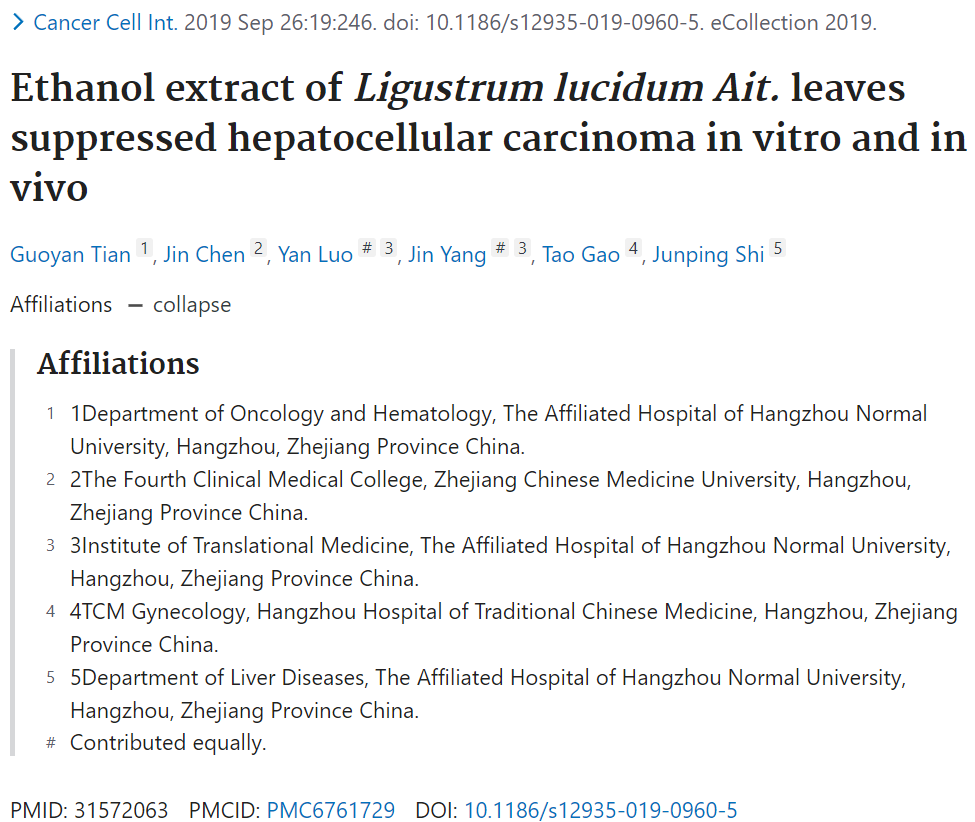 Cancer Cell Int. 2019 Sep 26:19:246. doi: 10.1186/s12935-019-0960-5. eCollection 2019.
Ethanol extract of Ligustrum lucidum Ait. leaves
suppressed hepatocellular carcinoma in vitro and in
vivo
Guoyan Tian 1, Jin Chen 2, Yan Luo # 3, Jin Yang # 3, Tao Gao 4, Junping Shi 5
Affiliations — collapse
Affiliations
1 1Department of Oncology and Hematology, The Affiliated Hospital of Hangzhou Normal
University, Hangzhou, Zhejiang Province China.
2 2The Fourth Clinical Medical College, Zhejiang Chinese Medicine University, Hangzhou,
Zhejiang Province China.
3 3Institute of Translational Medicine, The Affiliated Hospital of Hangzhou Normal University,
Hangzhou, Zhejiang Province China.
4 4TCM Gynecology, Hangzhou Hospital of Traditional Chinese Medicine, Hangzhou, Zhejiang
Province China.
5 5Department of Liver Diseases, The Affiliated Hospital of Hangzhou Normal University,
Hangzhou, Zhejiang Province China.
# Contributed equally.
PMID: 31572063 PMCID: PMC6761729 DOI: 10.1186/s12935-019-0960-5